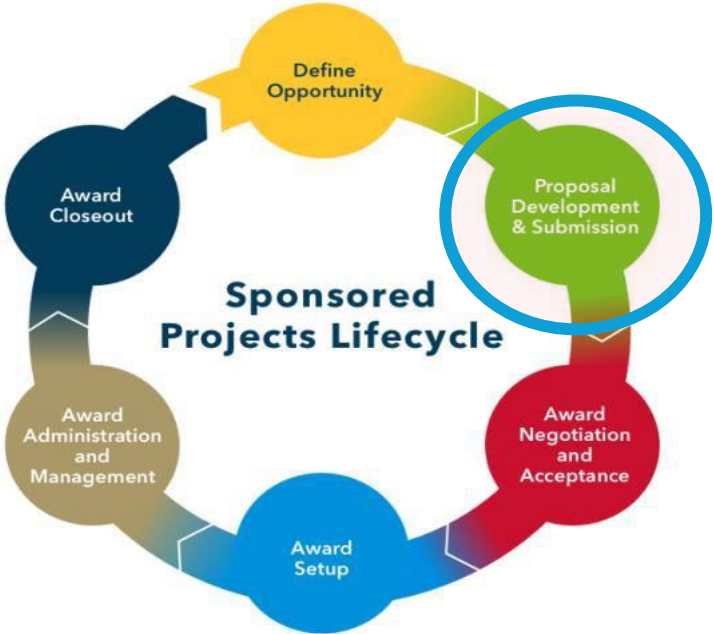 Define
Opportunity
Proposal
Development
& Submission
Award
Negotiation
and
Acceptance
Award
Setup
Award
Administration
and
Management
Award
Closeout
Sponsored
Projects Lifecycle